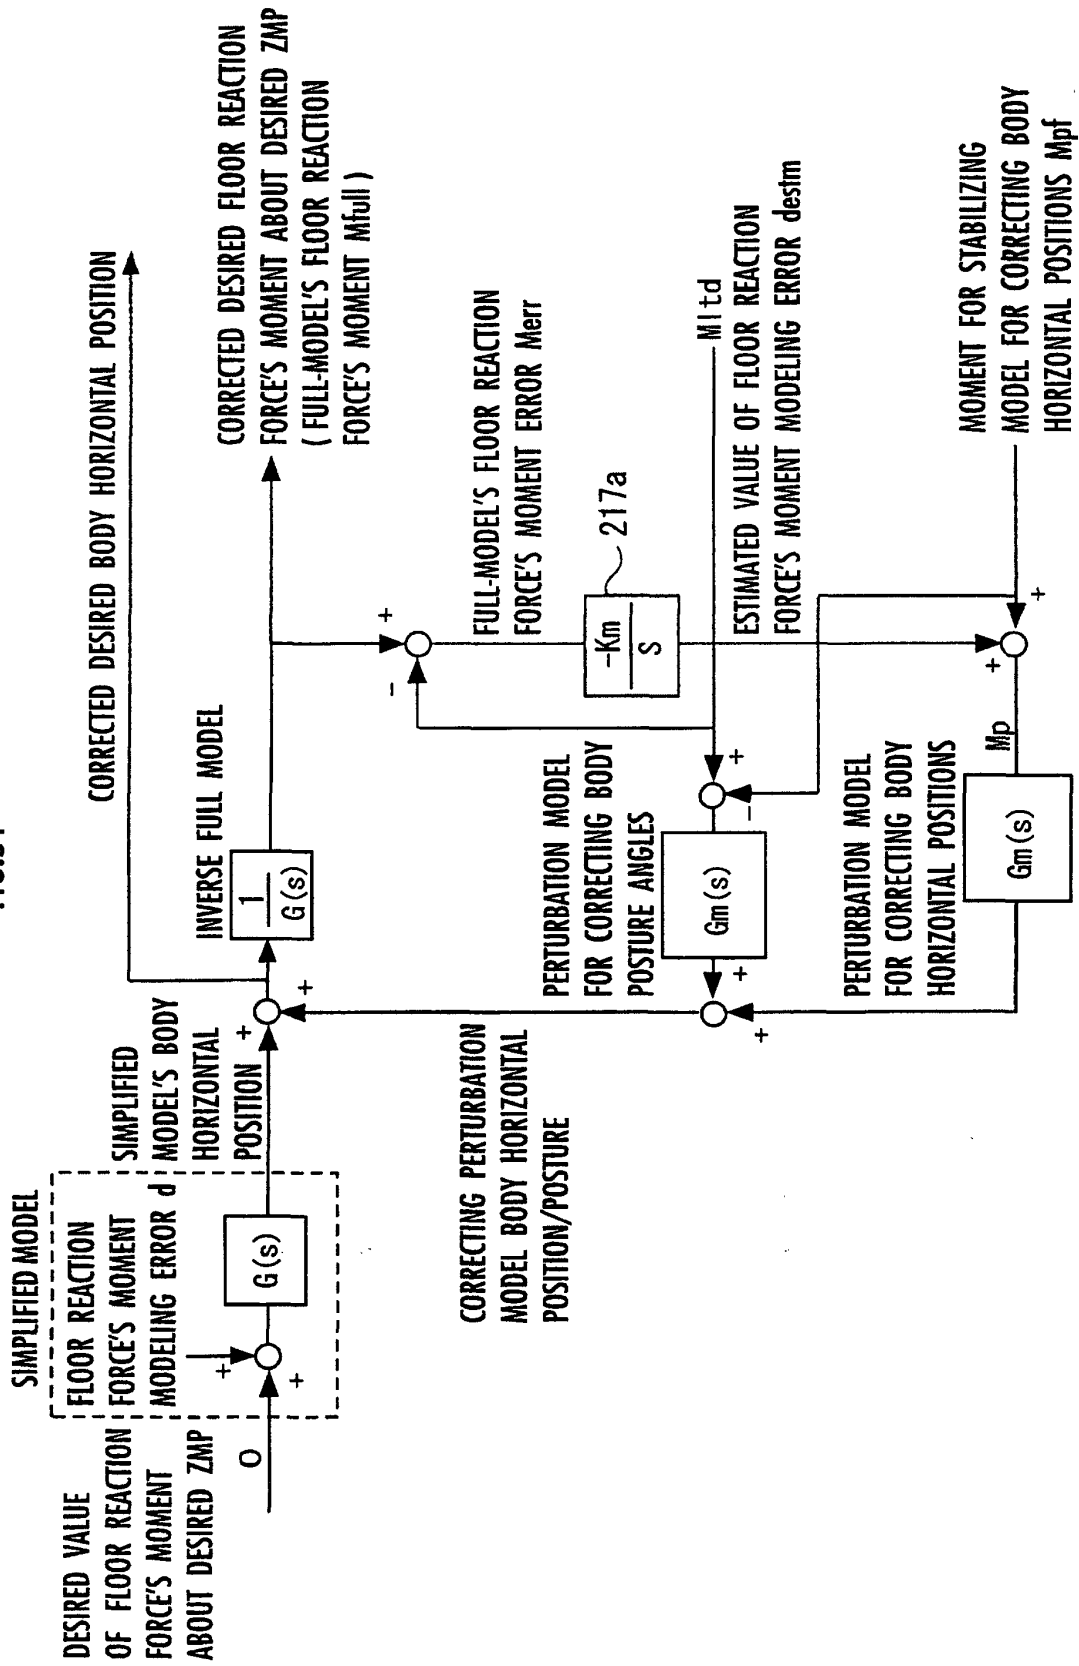 SIMPLIFIED MODEL
DESIRED VALUE
OF FLOOR REACTION
FORCE'S MOMENT
ABOUT DESIRED ZMP
0
FLOOR REACTION
FORCE'S MOMENT
MODELING ERROR d
+
+
G(s)
SIMPLIFIED
MODEL'S BODY
HORIZONTAL
POSITION
+
+
CORRECTED DESIRED BODY HORIZONTAL POSITION
INVERSE FULL MODEL
1
G(s)
CORRECTED DESIRED FLOOR REACTION
FORCE'S MOMENT ABOUT DESIRED ZMP
(FULL-MODEL'S FLOOR REACTION
FORCE'S MOMENT Mfull)
+
-
FULL-MODEL'S FLOOR REACTION
FORCE'S MOMENT ERROR Merr
217a
-Km
S
CORRECTING PERTURBATION
MODEL BODY HORIZONTAL
POSITION/POSTURE
PERTURBATION MODEL
FOR CORRECTING BODY
POSTURE ANGLES
Gm(s)
+
-
+
+
Mltd
ESTIMATED VALUE OF FLOOR REACTION
FORCE'S MOMENT MODELING ERROR destm
PERTURBATION MODEL
FOR CORRECTING BODY
HORIZONTAL POSITIONS
Gm(s)
Mp
+
+
MOMENT FOR STABILIZING
MODEL FOR CORRECTING BODY
HORIZONTAL POSITIONS Mpf